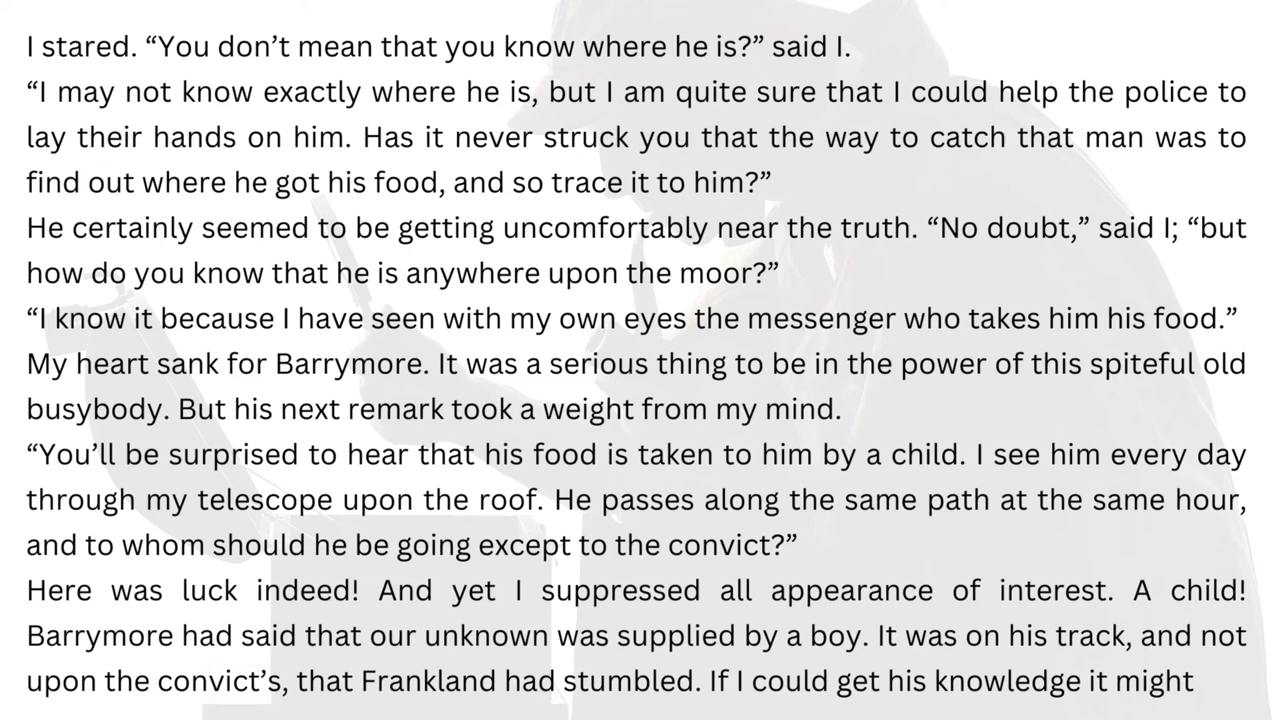 I stared. “You don’t mean that you know where he is?” said I.
“I may not know exactly where he is, but I am quite sure that I could help the police to
lay their hands on him. Has it never struck you that the way to catch that man was to
find out where he got his food, and so trace it to him?”
He certainly seemed to be getting uncomfortably near the truth. “No doubt,” said I; “but
how do you know that he is anywhere upon the moor?”
“I know it because I have seen with my own eyes the messenger who takes him his food.”
My heart sank for Barrymore. It was a serious thing to be in the power of this spiteful old
busybody. But his next remark took a weight from my mind.
“You’ll be surprised to hear that his food is taken to him by a child. I see him every day
through my telescope upon the roof. He passes along the same path at the same hour,
and to whom should he be going except to the convict?”
Here was luck indeed! And yet I suppressed all appearance of interest. A child!
Barrymore had said that our unknown was supplied by a boy. It was on his track, and not
upon the convict’s, that Frankland had stumbled. If I could get his knowledge it might